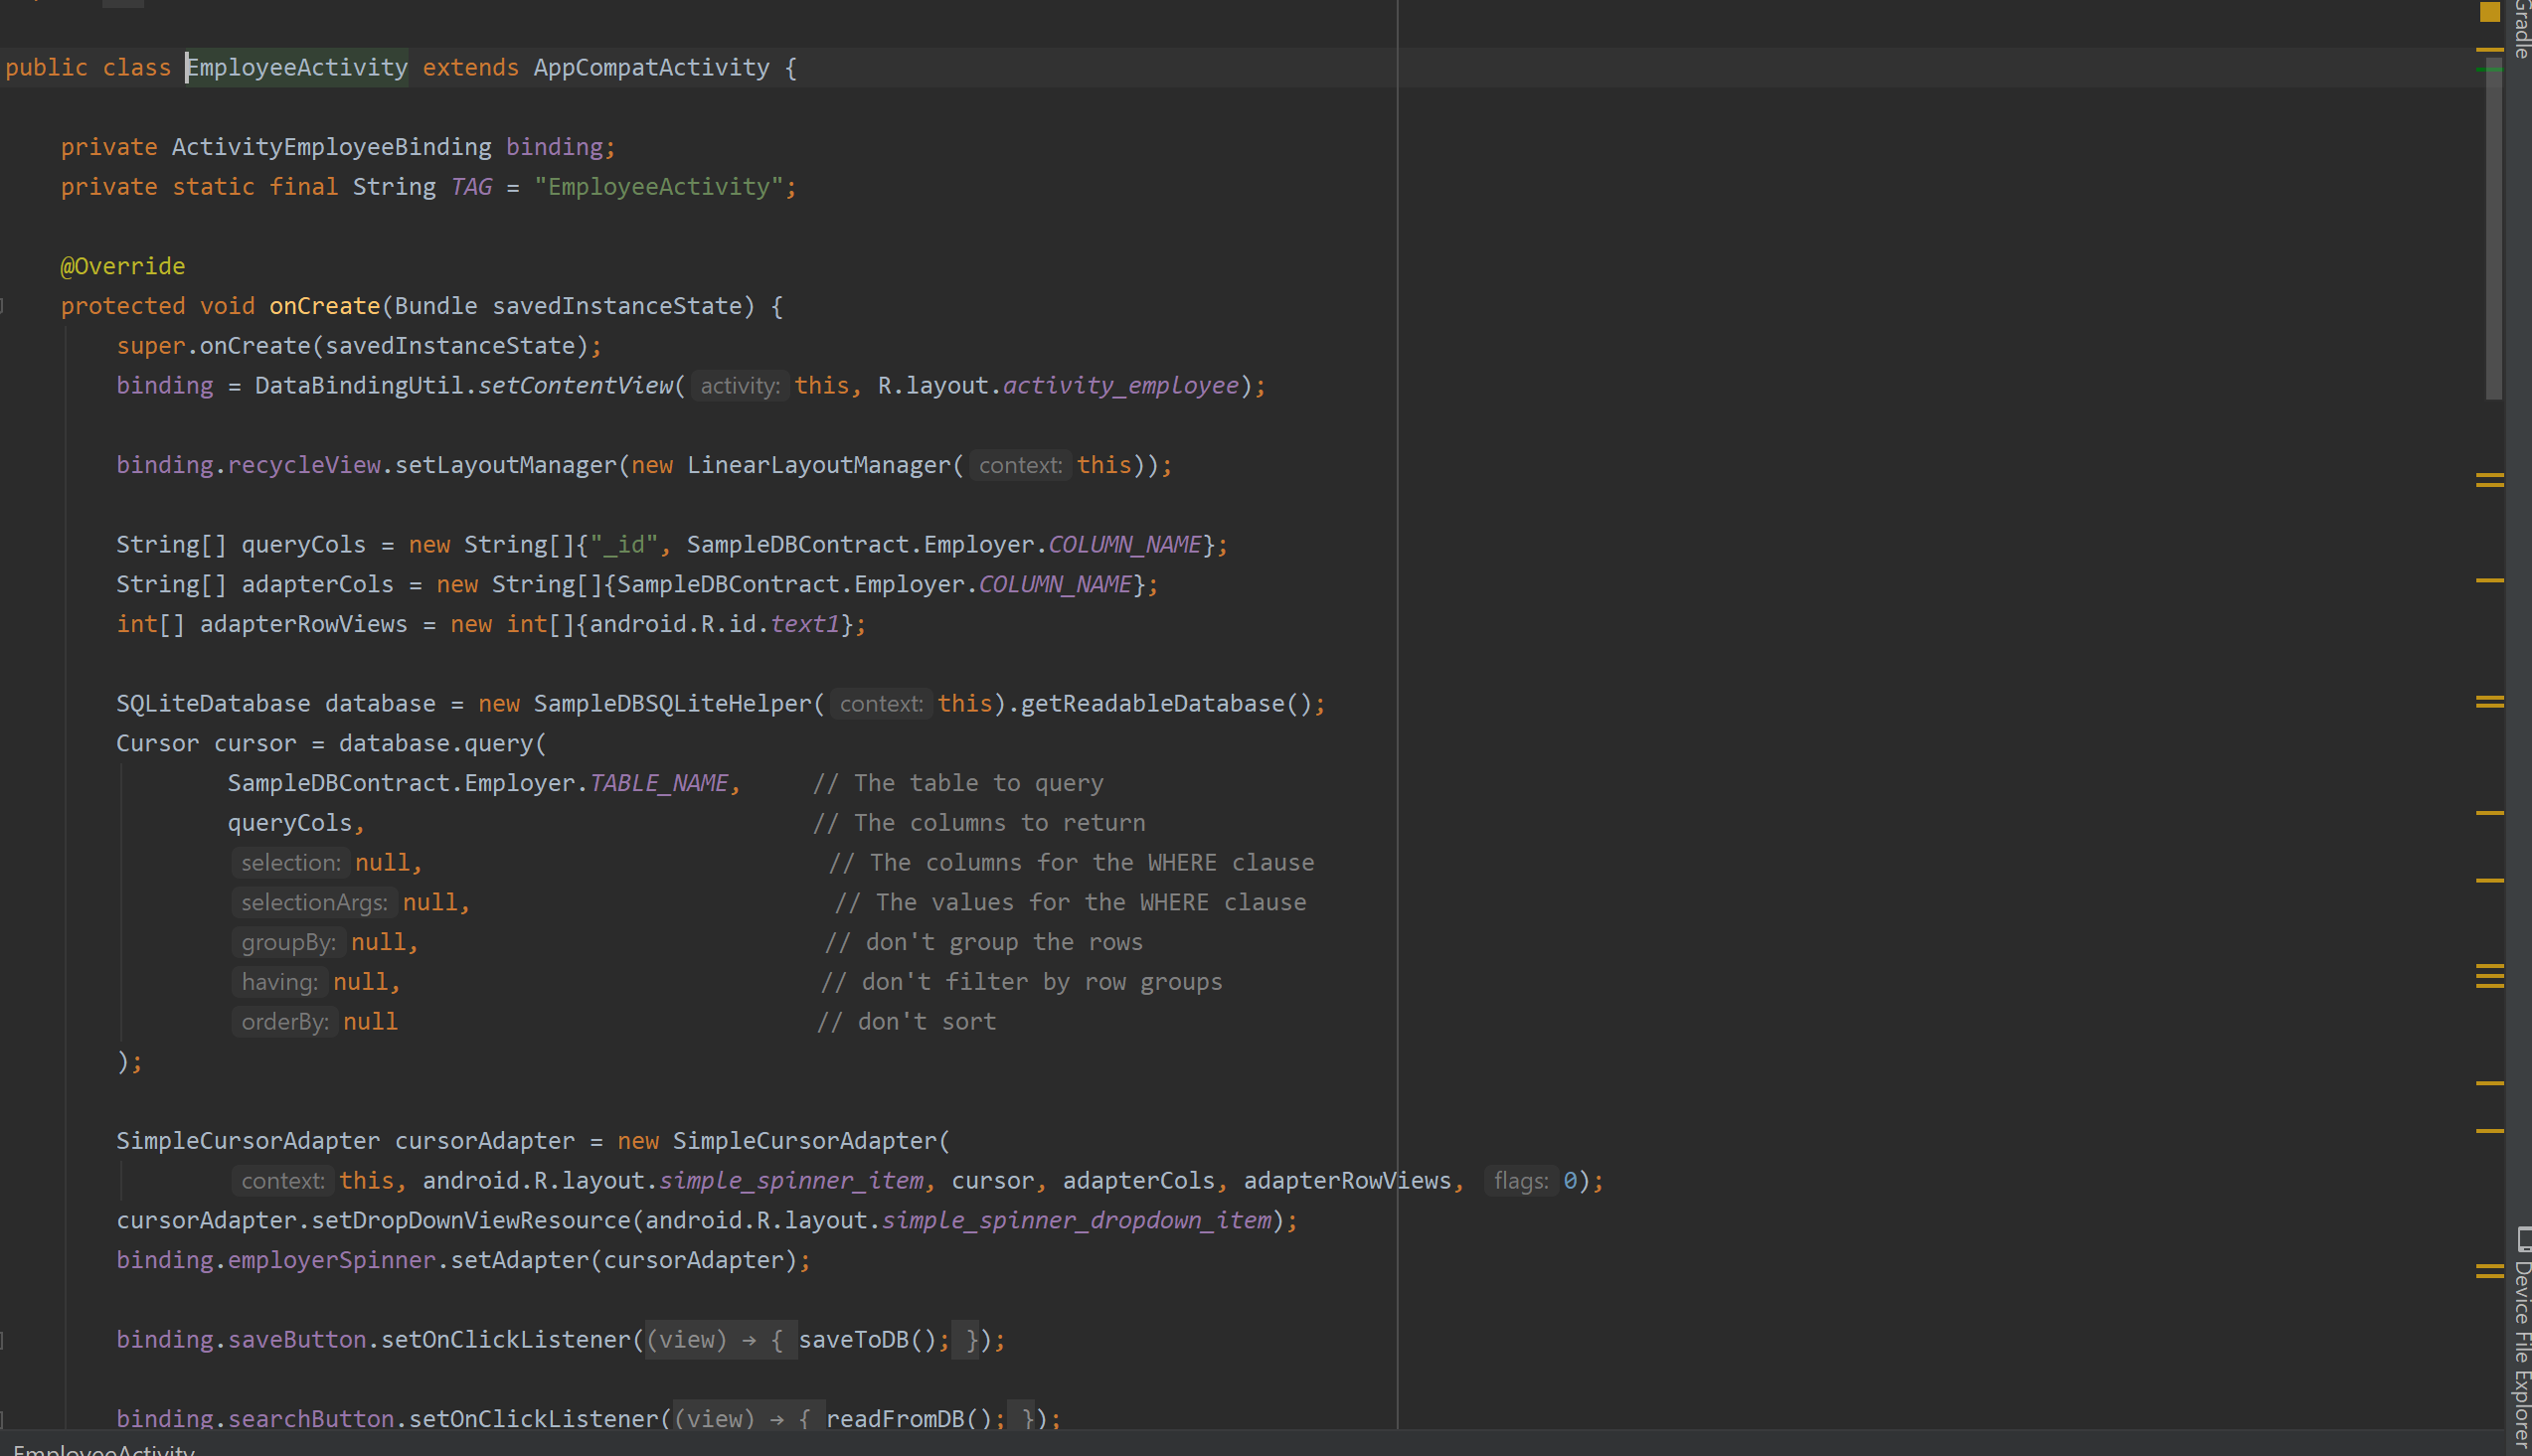 public class EmployeeActivity extends AppCompatActivity {
private ActivityEmployeeBinding binding;
private static final String TAG = "EmployeeActivity";
@Override
protected void onCreate(Bundle savedInstanceState) {
super.onCreate(savedInstanceState);
binding = DataBindingUtil.setContentView( activity: this, R.layout.activity_employee);
binding.recycleView.setLayoutManager(new LinearLayoutManager( context: this));
String[] queryCols = new String[]{"_id", SampleDBContract.Employer.COLUMN_NAME};
String[] adapterCols = new String[]{SampleDBContract.Employer.COLUMN_NAME};
int[] adapterRowViews = new int[]{android.R.id.text1};
SQLiteDatabase database = new SampleDBSQLiteHelper( context: this).getReadableDatabase();
Cursor cursor = database.query(
SampleDBContract.Employer.TABLE_NAME, // The table to query
queryCols, // The columns to return
selection: null, // The columns for the WHERE clause
selectionArgs: null, // The values for the WHERE clause
groupBy: null, // don't group the rows
having: null, // don't filter by row groups
orderBy: null // don't sort
);
SimpleCursorAdapter cursorAdapter = new SimpleCursorAdapter(
context: this, android.R.layout.simple_spinner_item, cursor, adapterCols, adapterRowViews, flags: 0);
cursorAdapter.setDropDownViewResource(android.R.layout.simple_spinner_dropdown_item);
binding.employerSpinner.setAdapter(cursorAdapter);
binding.saveButton.setOnClickListener((view) → { saveToDB(); });
binding.searchButton.setOnClickListener((view) → { readFromDB(); });
EmployeeActivity
Gradle
Device File Explorer